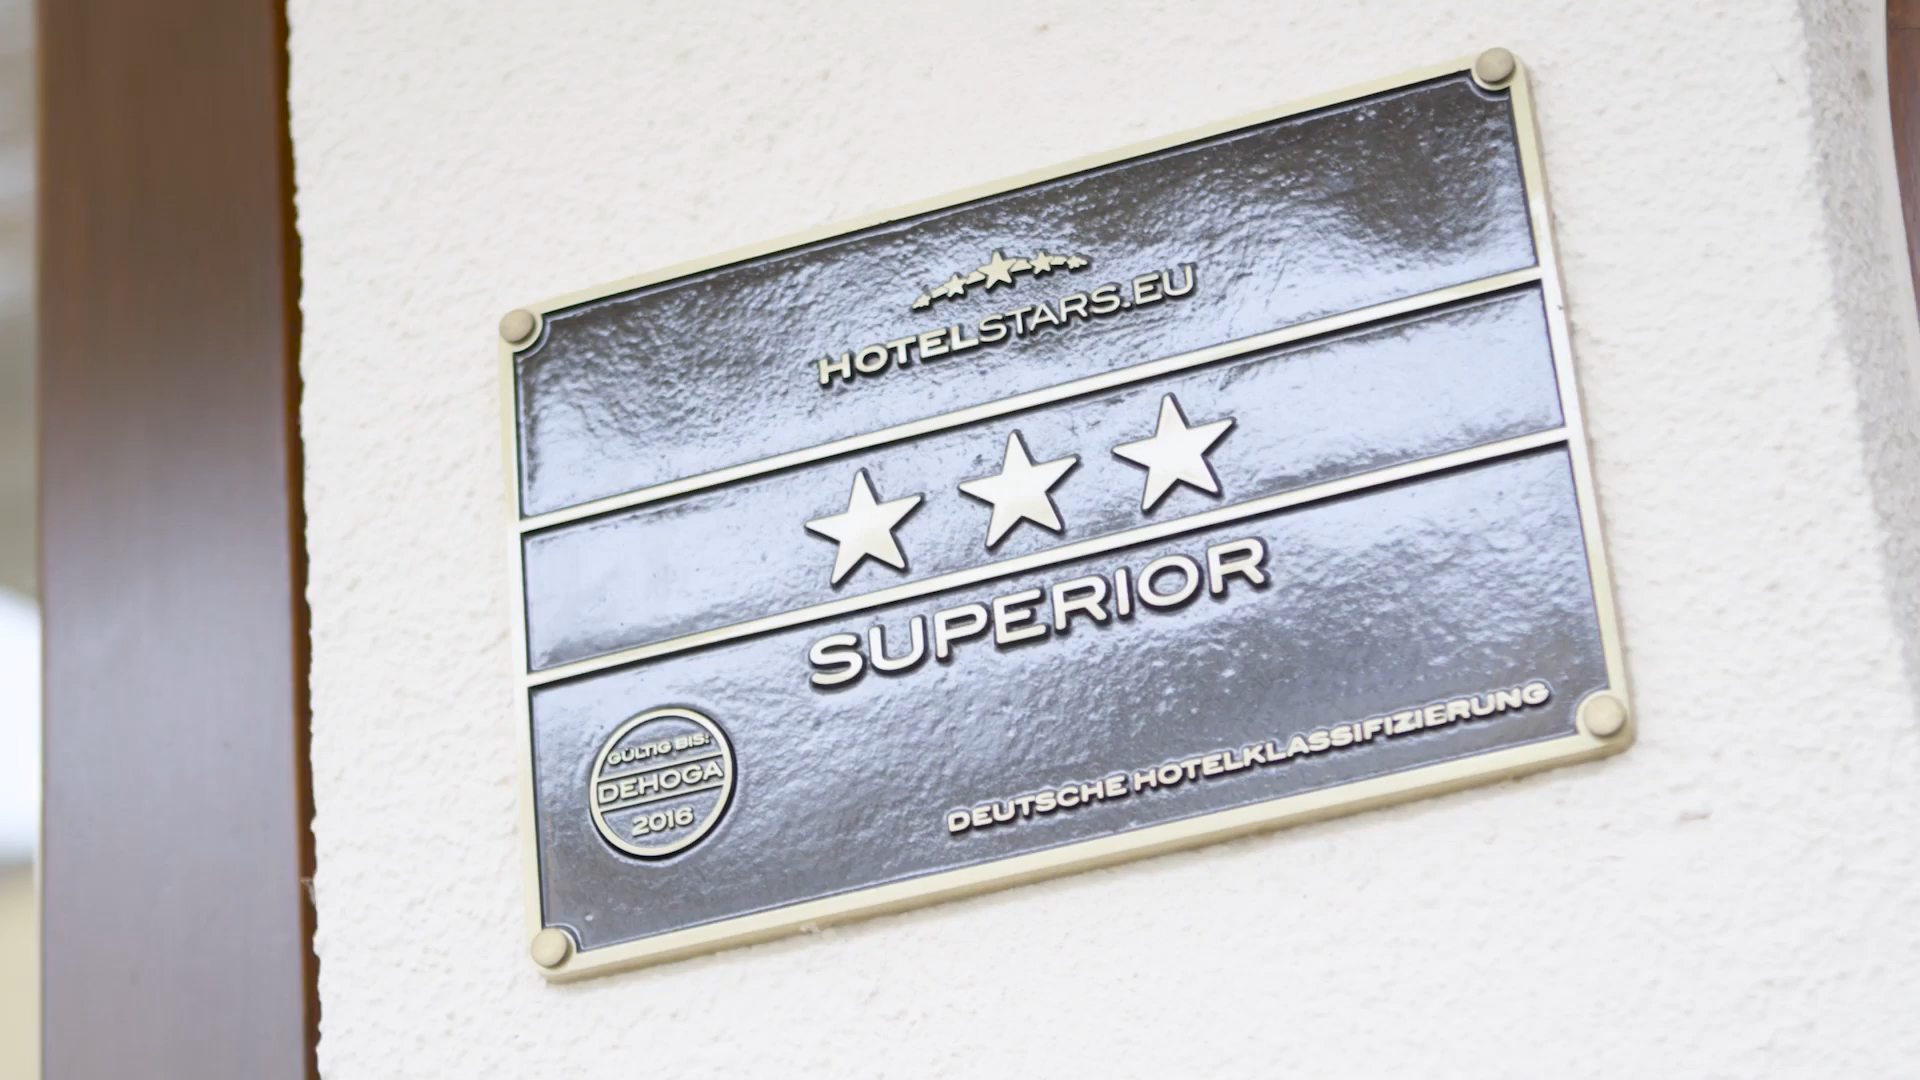 HOTELSTARS.EU
SUPERIOR
GÜLTIG BIS:
DEHOGA
2016
DEUTSCHE HOTELKLASSIFIZIERUNG